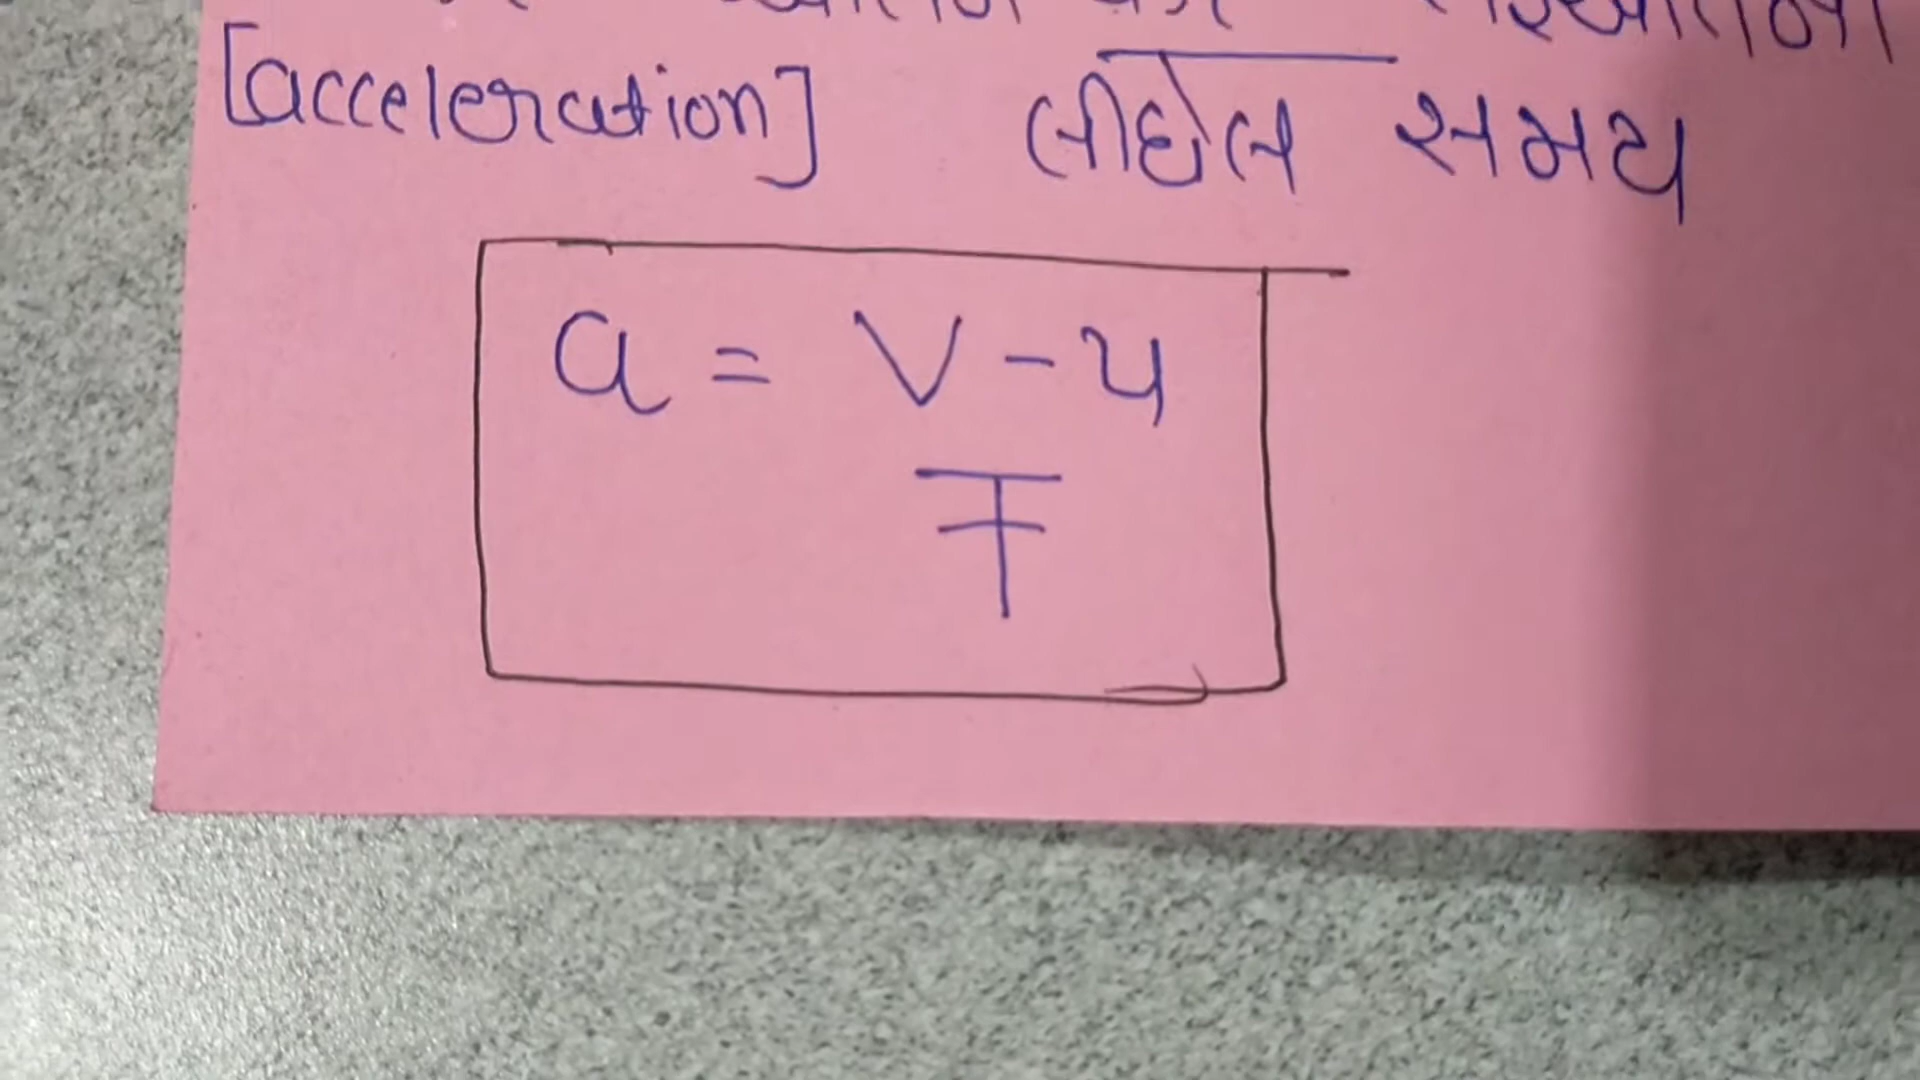 [acceleration] લીધેલ સમય
a = V - u
T